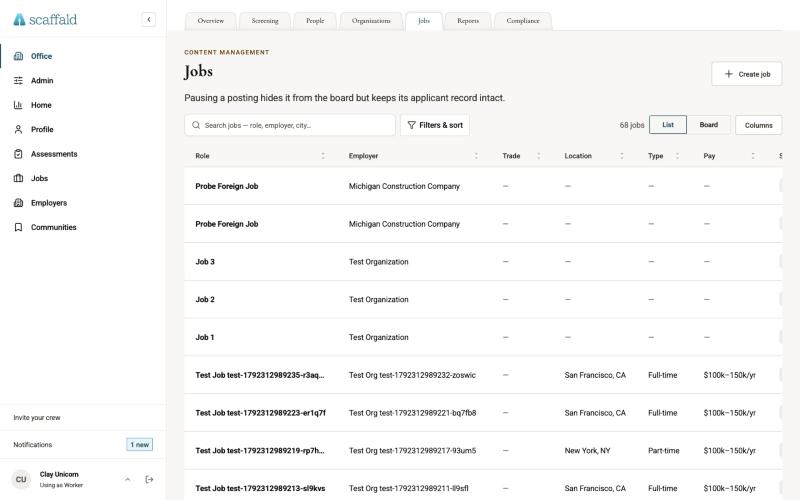 scaffald
Office
Admin
Home
Profile
Assessments
Jobs
Employers
Communities
Invite your crew
Notifications 1 new
CU Clay Unicorn
Using as Worker
Overview Screening People Organizations Jobs Reports Compliance
CONTENT MANAGEMENT
Jobs
Create job
Pausing a posting hides it from the board but keeps its applicant record intact.
Search jobs — role, employer, city... Filters & sort 68 jobs List Board Columns
Role Employer Trade Location Type Pay S
Probe Foreign Job Michigan Construction Company — — — —
Probe Foreign Job Michigan Construction Company — — — —
Job 3 Test Organization — — — —
Job 2 Test Organization — — — —
Job 1 Test Organization — — — —
Test Job test-1792312989235-r3aq... Test Org test-1792312989232-zoswic — San Francisco, CA Full-time $100k–150k/yr
Test Job test-1792312989223-er1q7f Test Org test-1792312989221-bq7fb8 — San Francisco, CA Full-time $100k–150k/yr
Test Job test-1792312989219-rp7h... Test Org test-1792312989217-93um5 — New York, NY Part-time $100k–150k/yr
Test Job test-1792312989213-sl9kvs Test Org test-1792312989211-ll9sfl — San Francisco, CA Full-time $100k–150k/yr